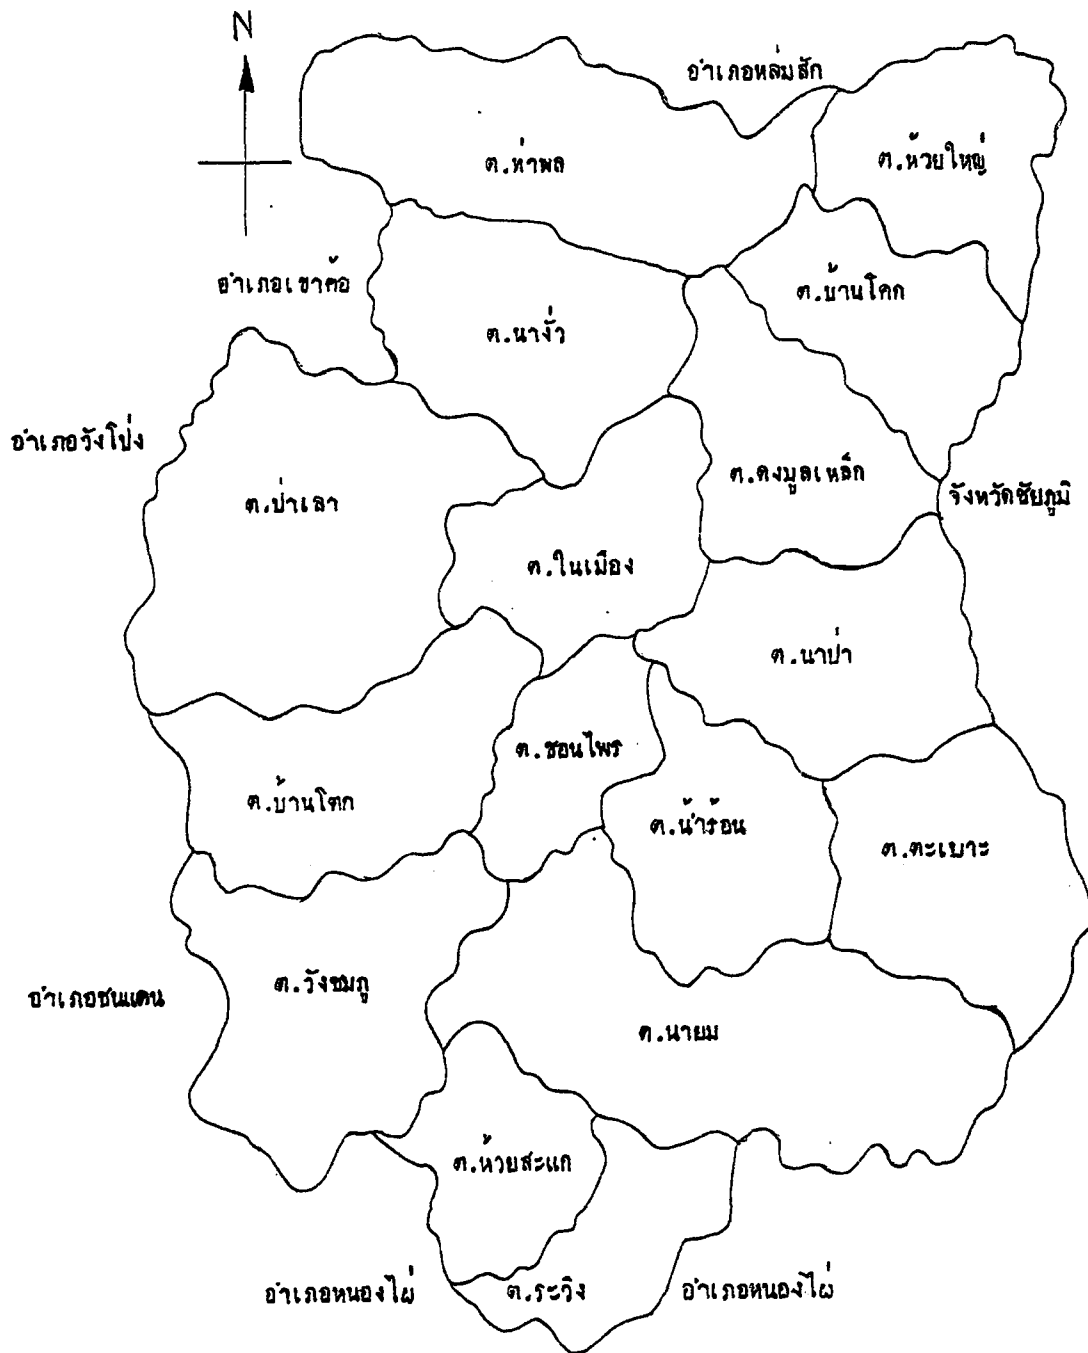 N
อำเภอหล่มสัก
ต.ท่าพล
ต.ห้วยใหญ่
อำเภอเขาค้อ
ต.บ้านโคก
ต.นางั่ว
อำเภอวังโป่ง
ต.ป่าเลา
ต.ดงมูลเหล็ก
จังหวัดชัยภูมิ
ต.ในเมือง
ต.นาป่า
ต.ชอนไพร
ต.บ้านโตก
ต.น้ำร้อน
ต.ตะเบาะ
ต.วังชมภู
อำเภอชนแดน
ต.นายม
ต.ห้วยสะแก
อำเภอหนองไผ่
ต.ระวิง
อำเภอหนองไผ่